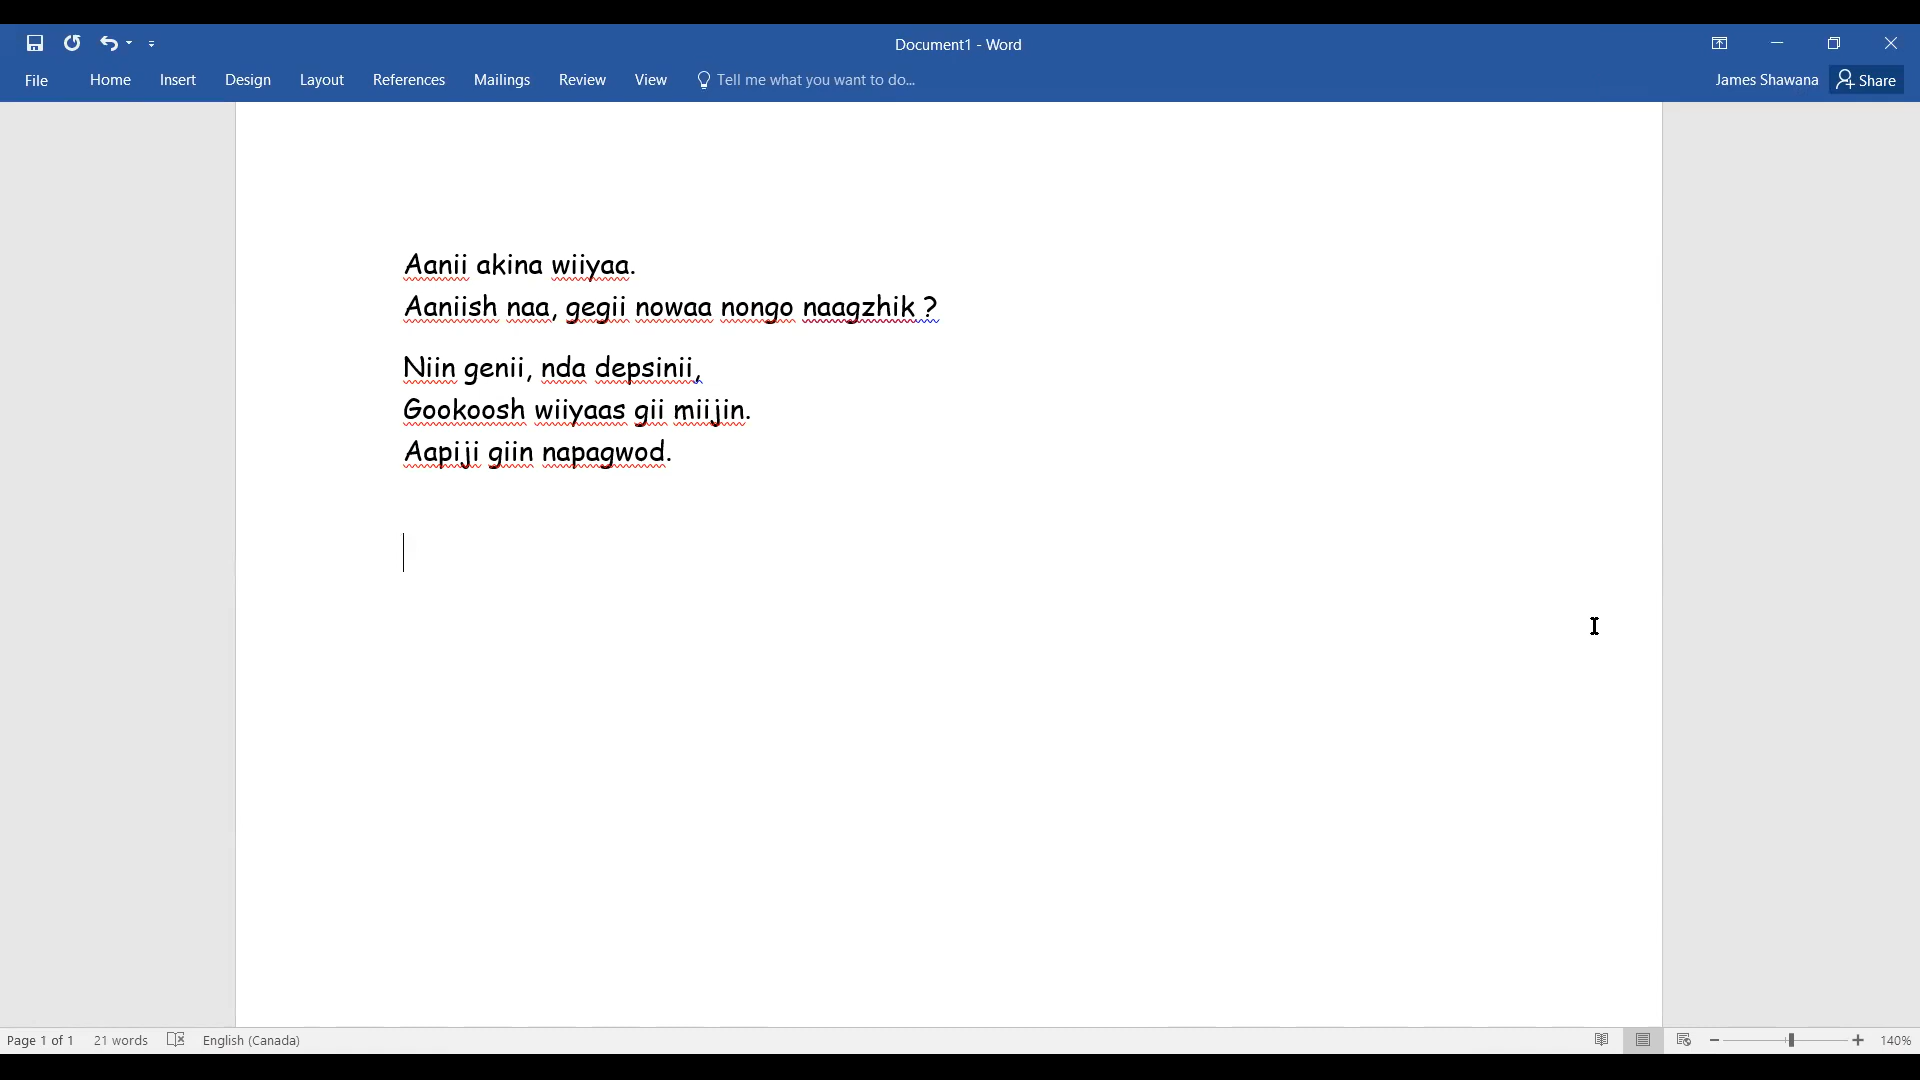 Document1 - Word
File Home Insert Design Layout References Mailings Review View Tell me what you want to do... James Shawana Share
Aanii akina wiiyaa.
Aaniish naa, gegii nowaa nongo naagzhik ?
Niin genii, nda depsinii,
Gookoosh wiiyaas gii miijin.
Aapiji giin napagwod.
Page 1 of 1 21 words English (Canada) 140%